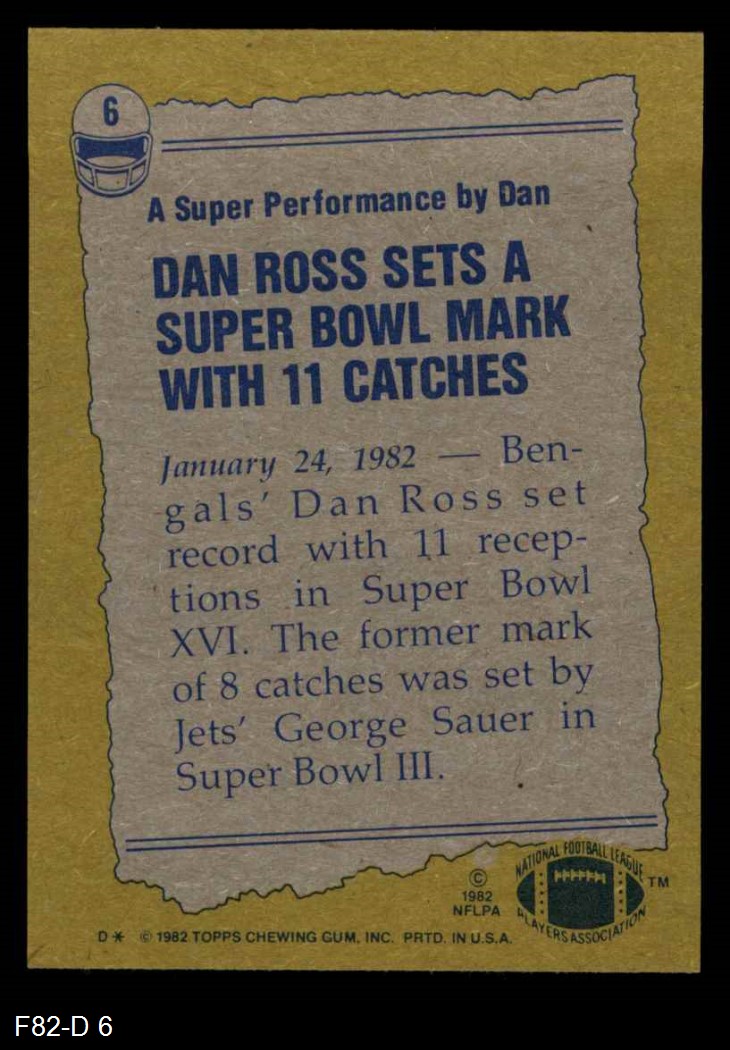 6
A Super Performance by Dan
DAN ROSS SETS A
SUPER BOWL MARK
WITH 11 CATCHES
January 24, 1982 — Ben-
gals' Dan Ross set
record with 11 recep-
tions in Super Bowl
XVI. The former mark
of 8 catches was set by
Jets' George Sauer in
Super Bowl III.
© 1982 NFLPA
NATIONAL FOOTBALL LEAGUE
PLAYERS ASSOCIATION
TM
D* © 1982 TOPPS CHEWING GUM, INC. PRTD. IN U.S.A.
F82-D 6